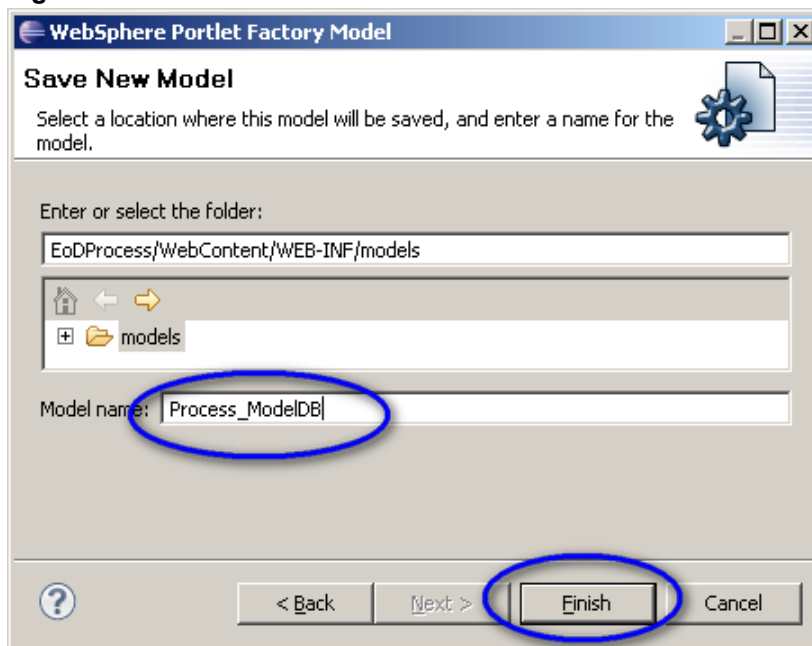 WebSphere Portlet Factory Model
Save New Model
Select a location where this model will be saved, and enter a name for the
model.
Enter or select the folder:
EoDProcess/WebContent/WEB-INF/models
models
Model name: Process_ModelDB
< Back Next > Finish Cancel